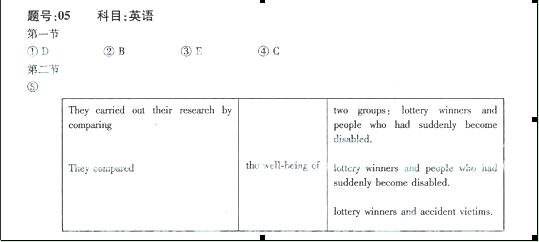 题号:05 科目:英语
第一节
① D ② B ③ E ④ C
第二节
⑤
They carried out their research by
comparing
They compared
the well-being of
two groups: lottery winners and
people who had suddenly become
disabled.
lottery winners and people who had
suddenly become disabled.
lottery winners and accident victims.